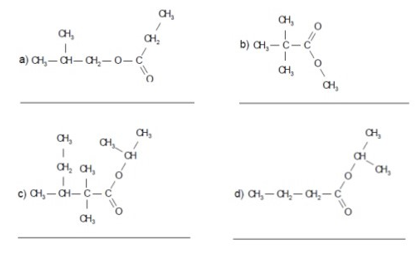 a) CH₃–CH–CH₂–O–C
CH₃
CH₂
CH₃
O
b) CH₃–C–C
CH₃
CH₃
O
O
CH₃
c) CH₃–CH–C–C
CH₃
CH₂
CH₃
CH₃
O
O
CH
CH₃
CH₃
d) CH₃–CH₂–CH₂–C
O
O
CH
CH₃
CH₃